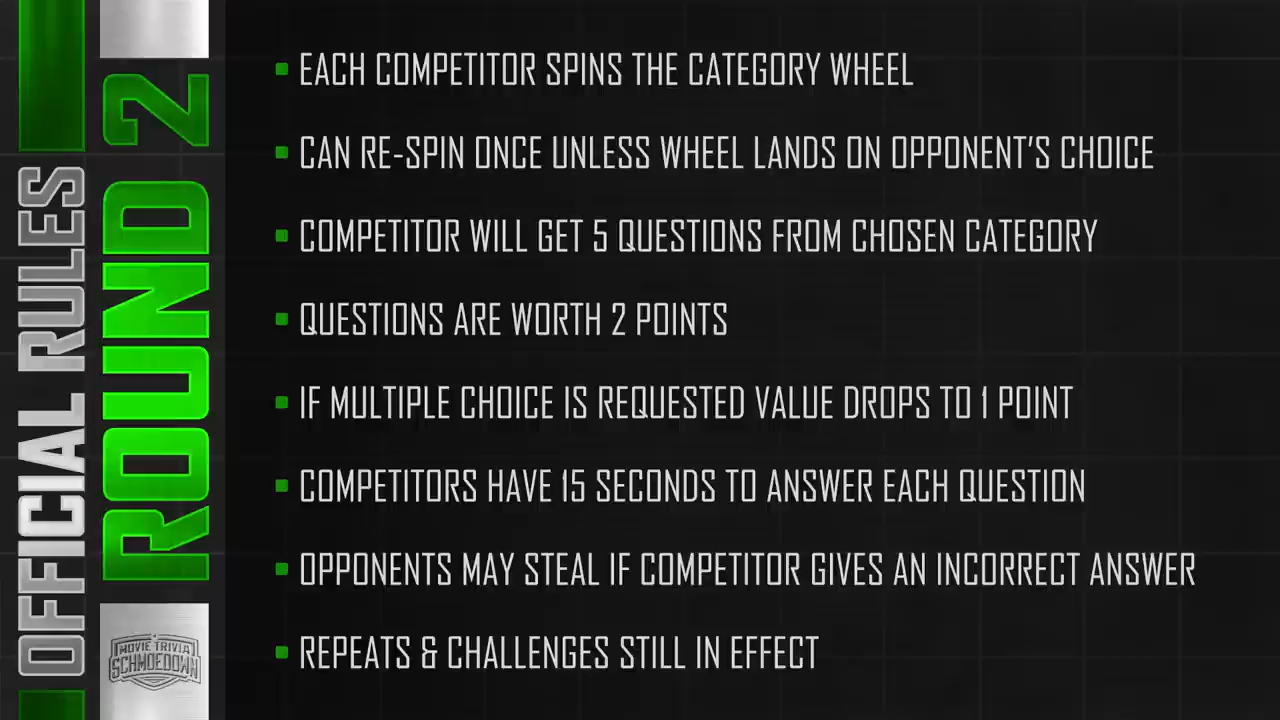 OFFICIAL RULES
ROUND 2
MOVIE TRIVIA
SCHMOEDOWN
EACH COMPETITOR SPINS THE CATEGORY WHEEL
CAN RE-SPIN ONCE UNLESS WHEEL LANDS ON OPPONENT'S CHOICE
COMPETITOR WILL GET 5 QUESTIONS FROM CHOSEN CATEGORY
QUESTIONS ARE WORTH 2 POINTS
IF MULTIPLE CHOICE IS REQUESTED VALUE DROPS TO 1 POINT
COMPETITORS HAVE 15 SECONDS TO ANSWER EACH QUESTION
OPPONENTS MAY STEAL IF COMPETITOR GIVES AN INCORRECT ANSWER
REPEATS & CHALLENGES STILL IN EFFECT